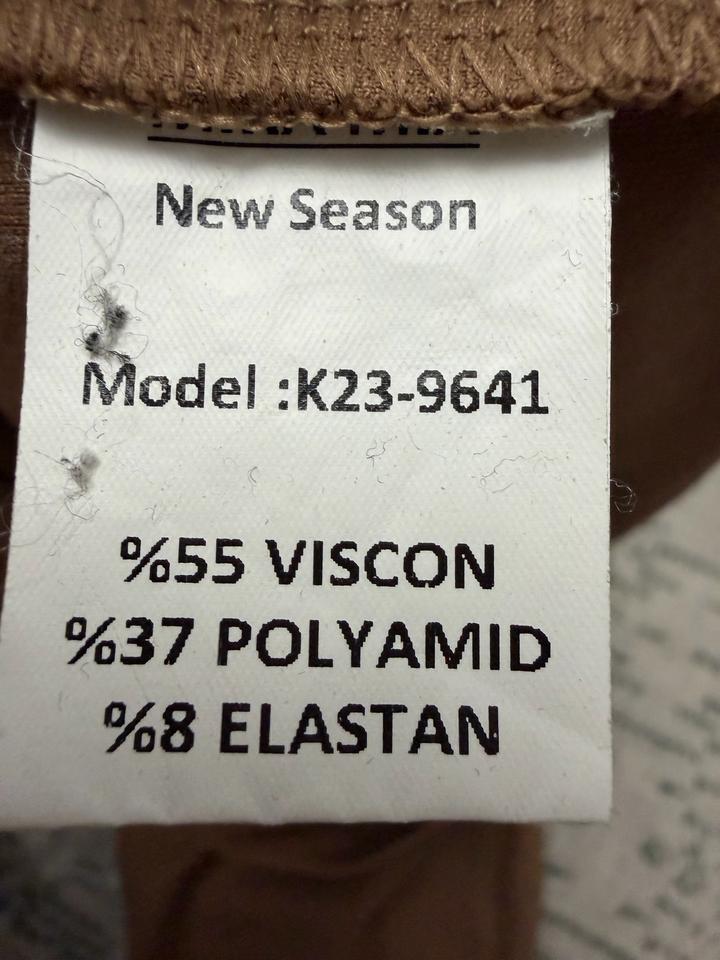 New Season
Model :K23-9641
%55 VISCON
%37 POLYAMID
%8 ELASTAN